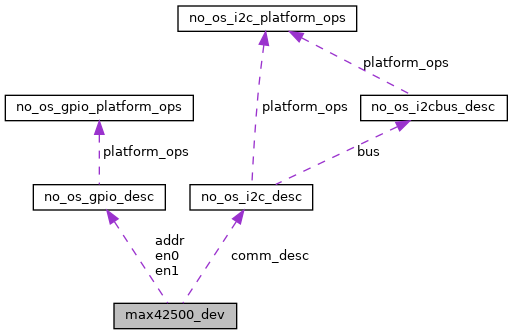 no_os_i2c_platform_ops
platform_ops
no_os_gpio_platform_ops
platform_ops
no_os_i2cbus_desc
platform_ops
bus
no_os_gpio_desc
no_os_i2c_desc
addr
en0
en1
comm_desc
max42500_dev